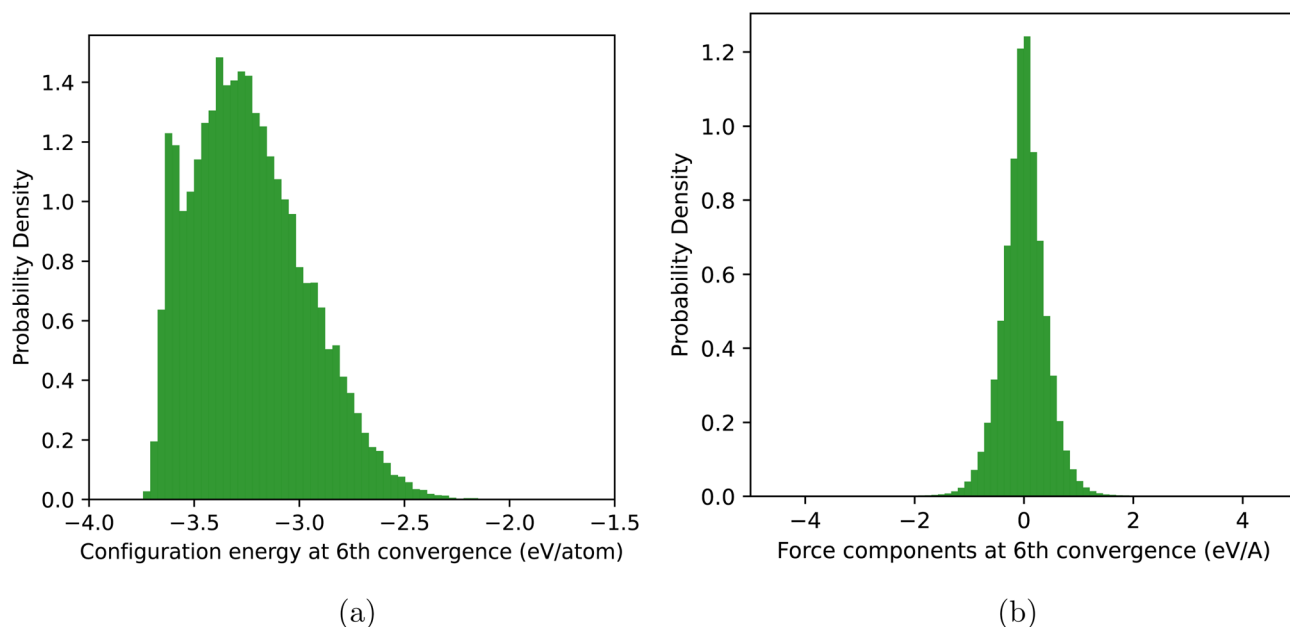 Probability Density
1.4
1.2
1.0
0.8
0.6
0.4
0.2
0.0
−4.0 −3.5 −3.0 −2.5 −2.0 −1.5
Configuration energy at 6th convergence (eV/atom)
(a)
Probability Density
1.2
1.0
0.8
0.6
0.4
0.2
0.0
−4 −2 0 2 4
Force components at 6th convergence (eV/A)
(b)